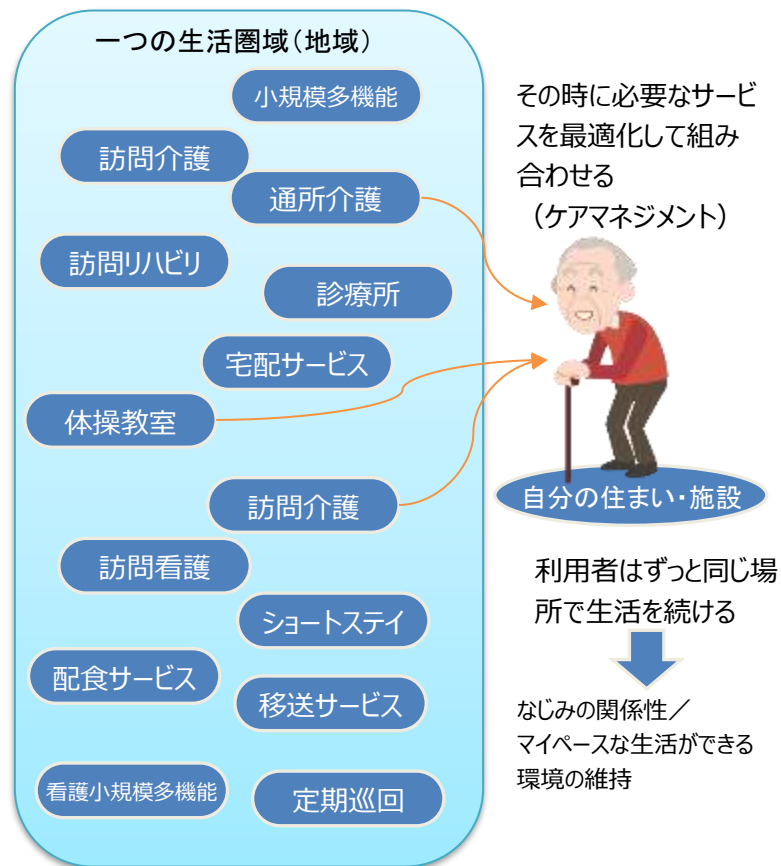 一つの生活圏域(地域)
小規模多機能
訪問介護
通所介護
訪問リハビリ
診療所
宅配サービス
体操教室
訪問介護
訪問看護
ショートステイ
配食サービス
移送サービス
看護小規模多機能
定期巡回
その時に必要なサービ
スを最適化して組み
合わせる
(ケアマネジメント)
自分の住まい・施設
利用者はずっと同じ場
所で生活を続ける
なじみの関係性／
マイペースな生活ができる
環境の維持